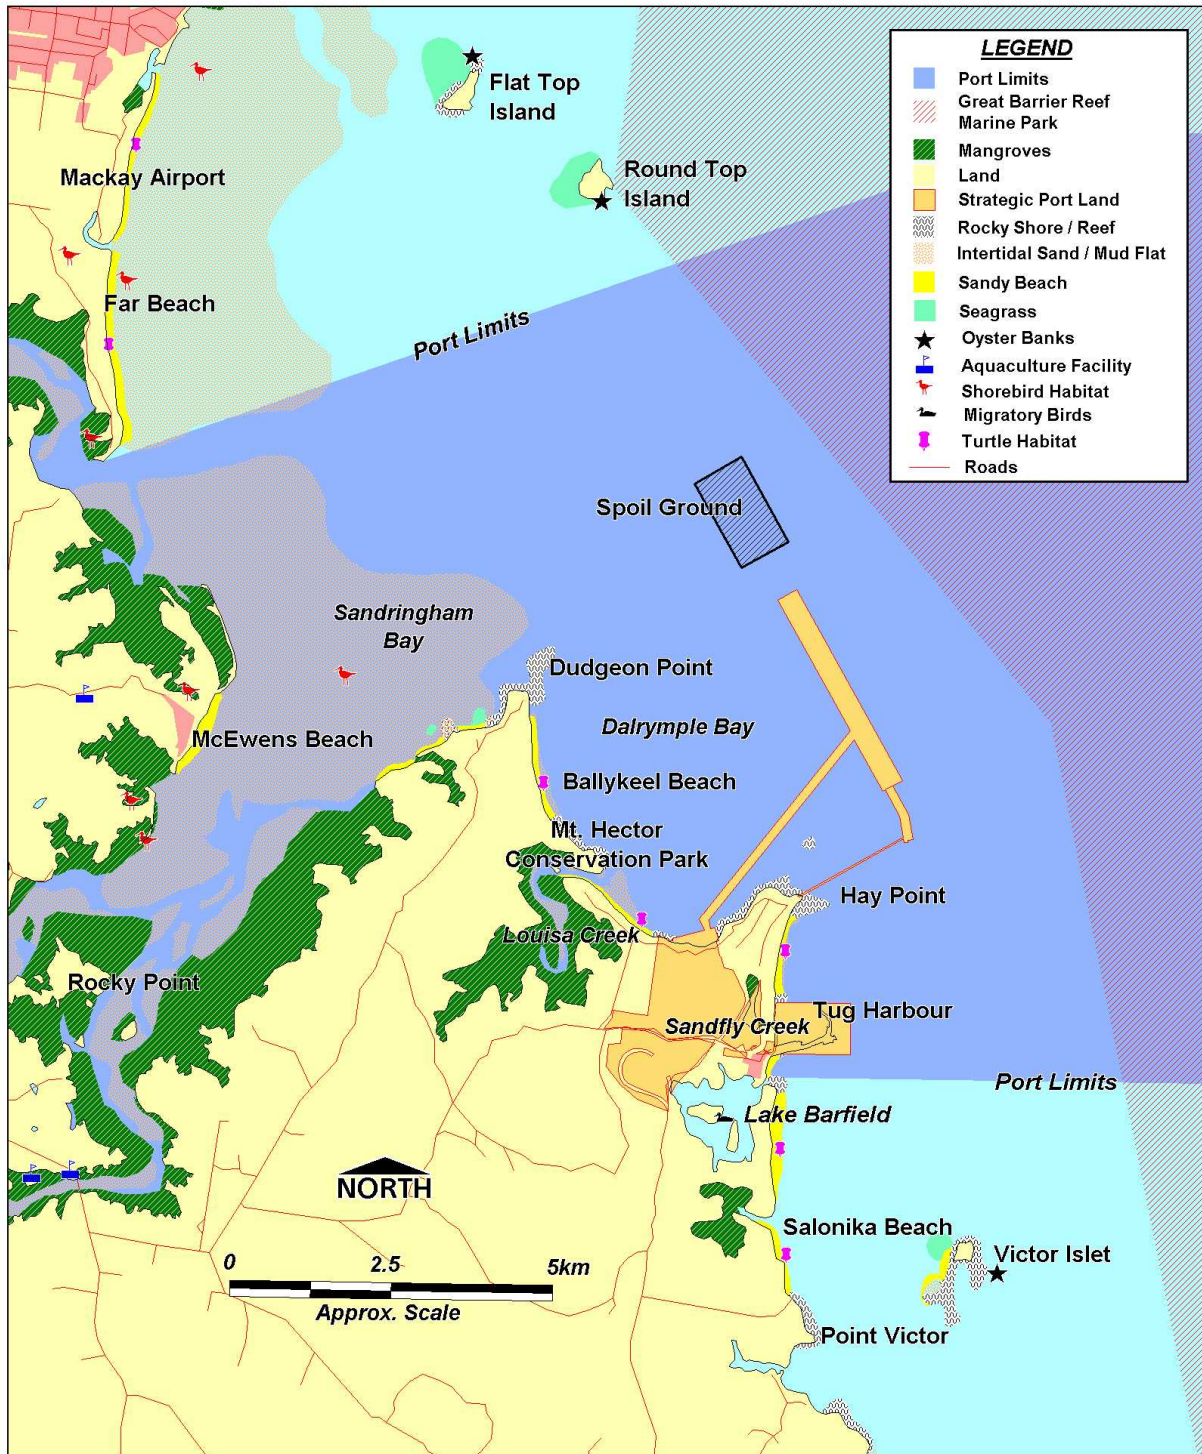 LEGEND
Port Limits
Great Barrier Reef
Marine Park
Mangroves
Land
Strategic Port Land
Rocky Shore / Reef
Intertidal Sand / Mud Flat
Sandy Beach
Seagrass
Oyster Banks
Aquaculture Facility
Shorebird Habitat
Migratory Birds
Turtle Habitat
Roads
Flat Top
Island
Round Top
Island
Mackay Airport
Far Beach
Port Limits
Spoil Ground
Sandringham
Bay
Dudgeon Point
Dalrymple Bay
McEwens Beach
Ballykeel Beach
Mt. Hector
Conservation Park
Hay Point
Louisa Creek
Rocky Point
Tug Harbour
Sandfly Creek
Port Limits
Lake Barfield
NORTH
Salonika Beach
Victor Islet
0 2.5 5km
Approx. Scale
Point Victor